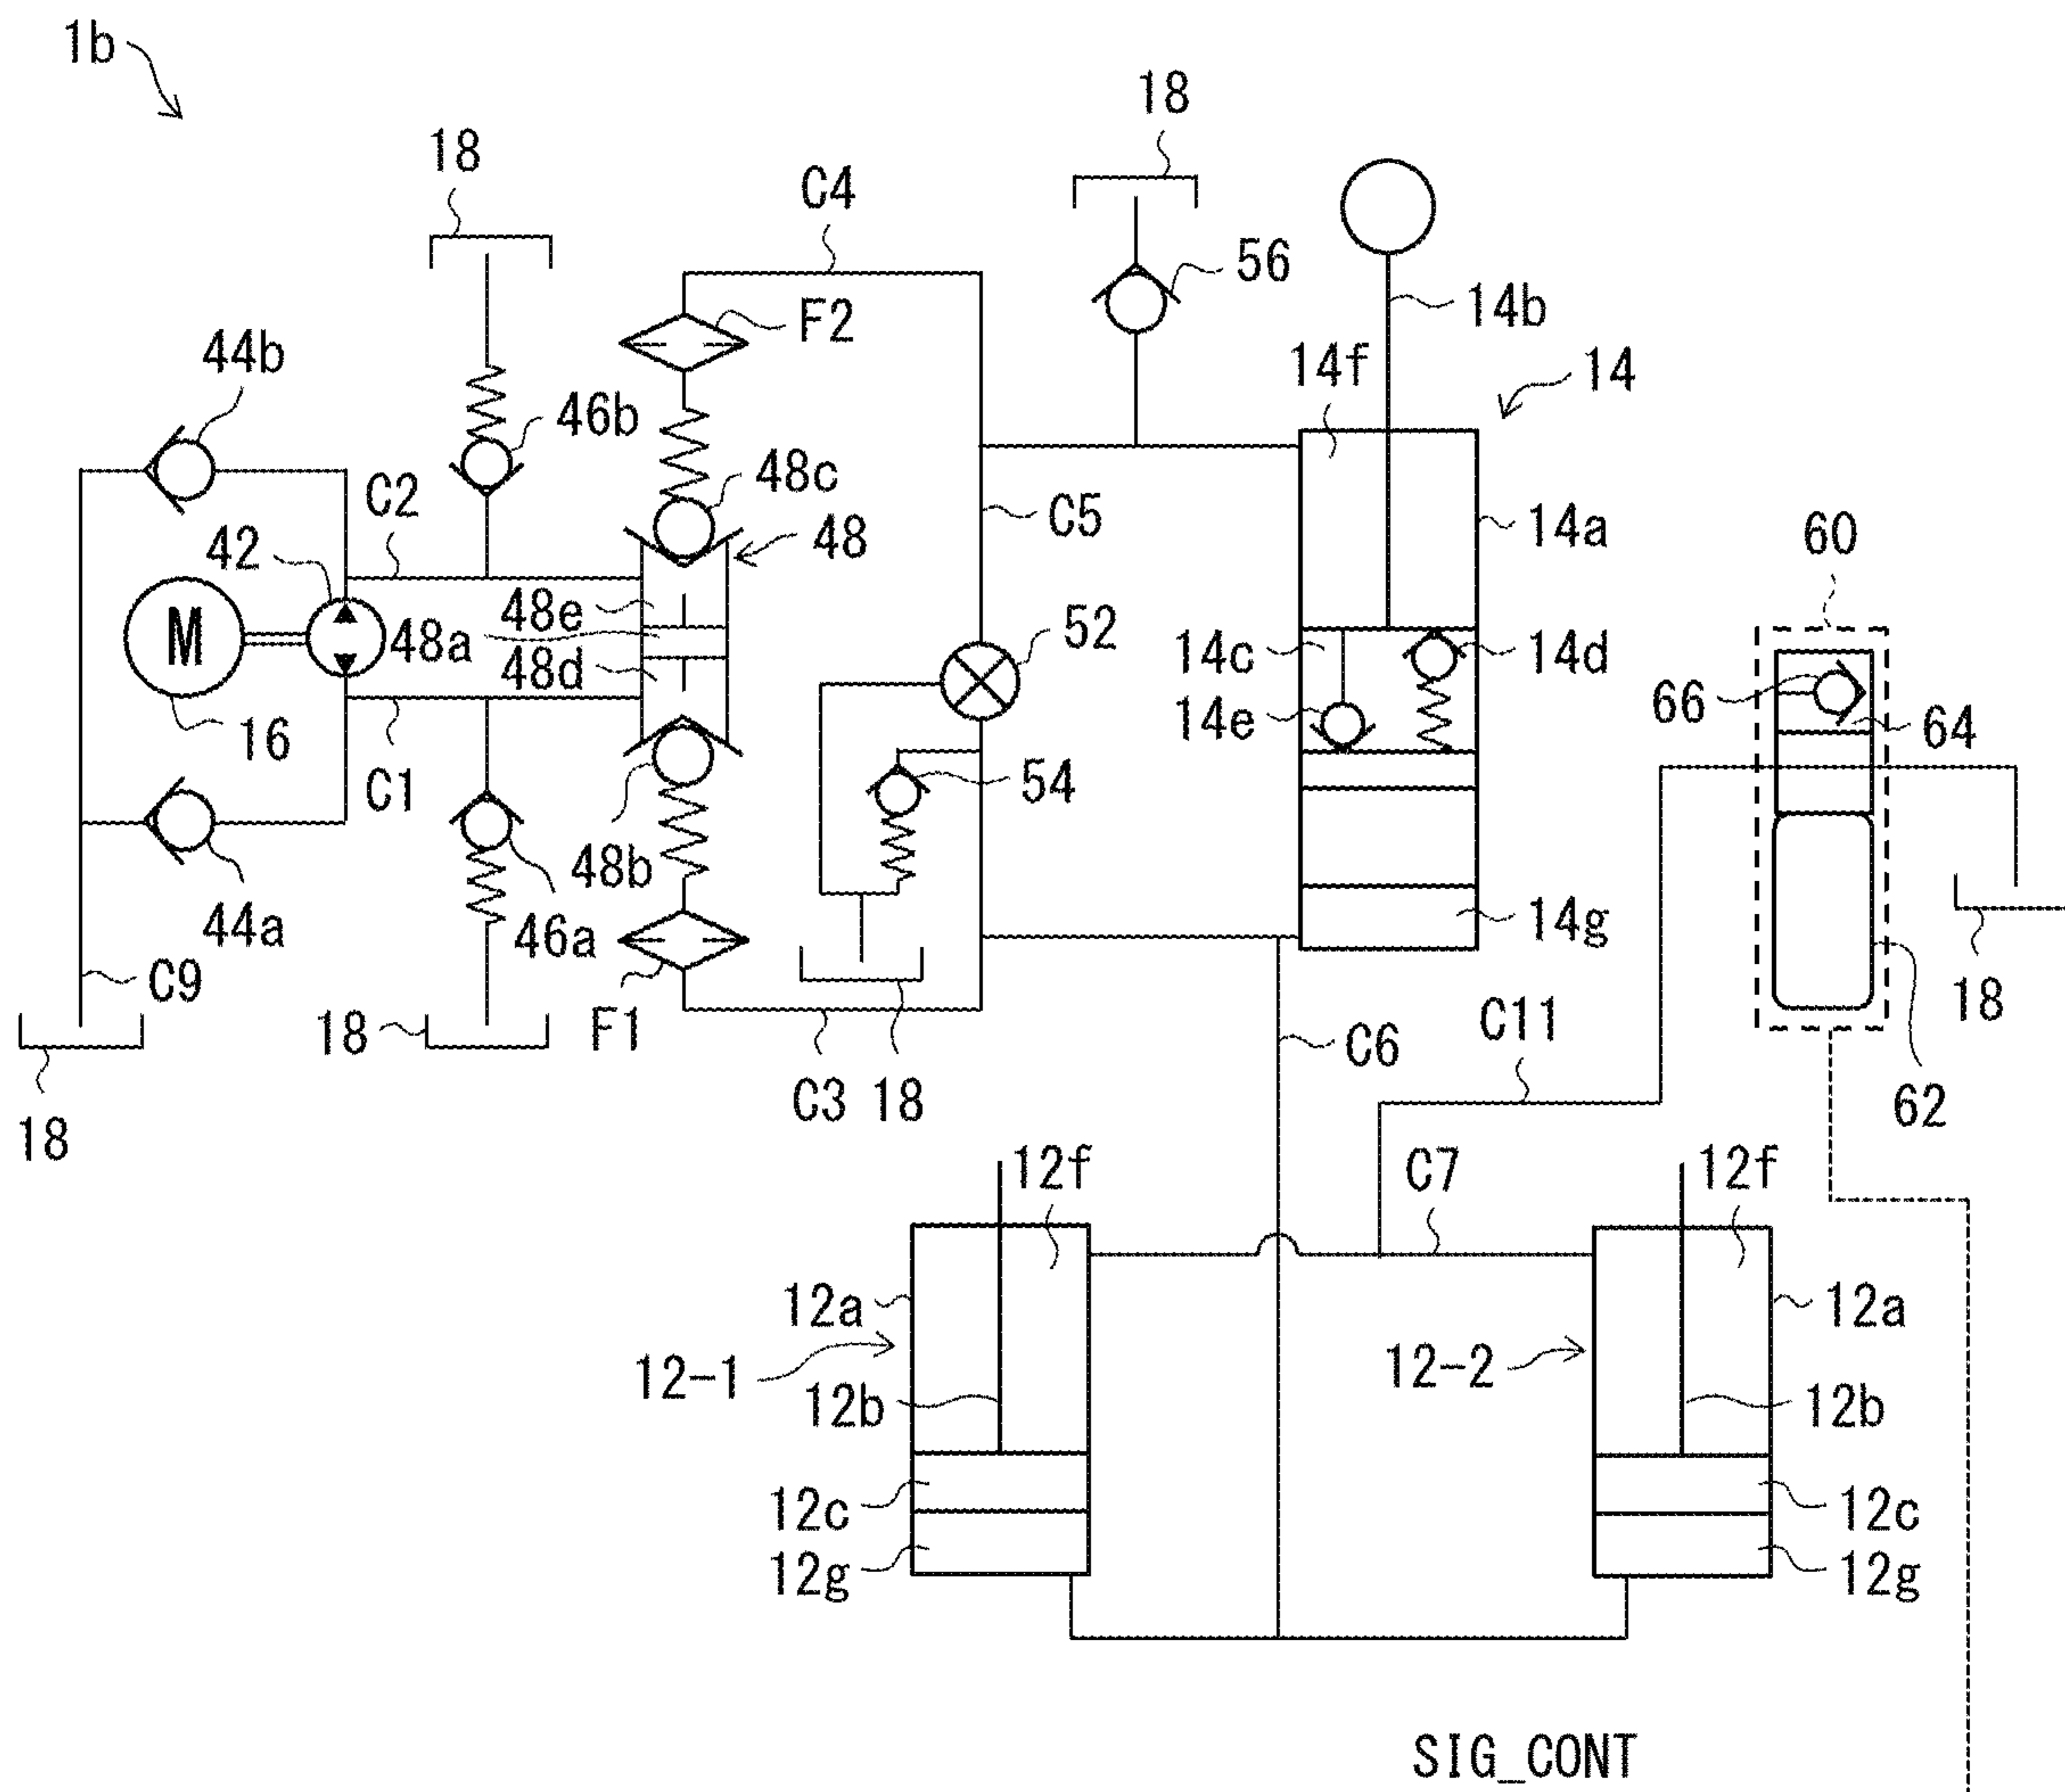 1b
18
18
C4
56
14b
F2
44b
14f
14
46b
48c
C2
C5
14a
60
42
48
48e
52
M
48a
14c
14d
48d
66
14e
64
16
C1
54
48b
44a
46a
14g
C9
18
F1
18
C11
C6
C3
18
62
18
12f
C7
12f
12a
12a
12-1
12-2
12b
12b
12c
12c
12g
12g
SIG_CONT